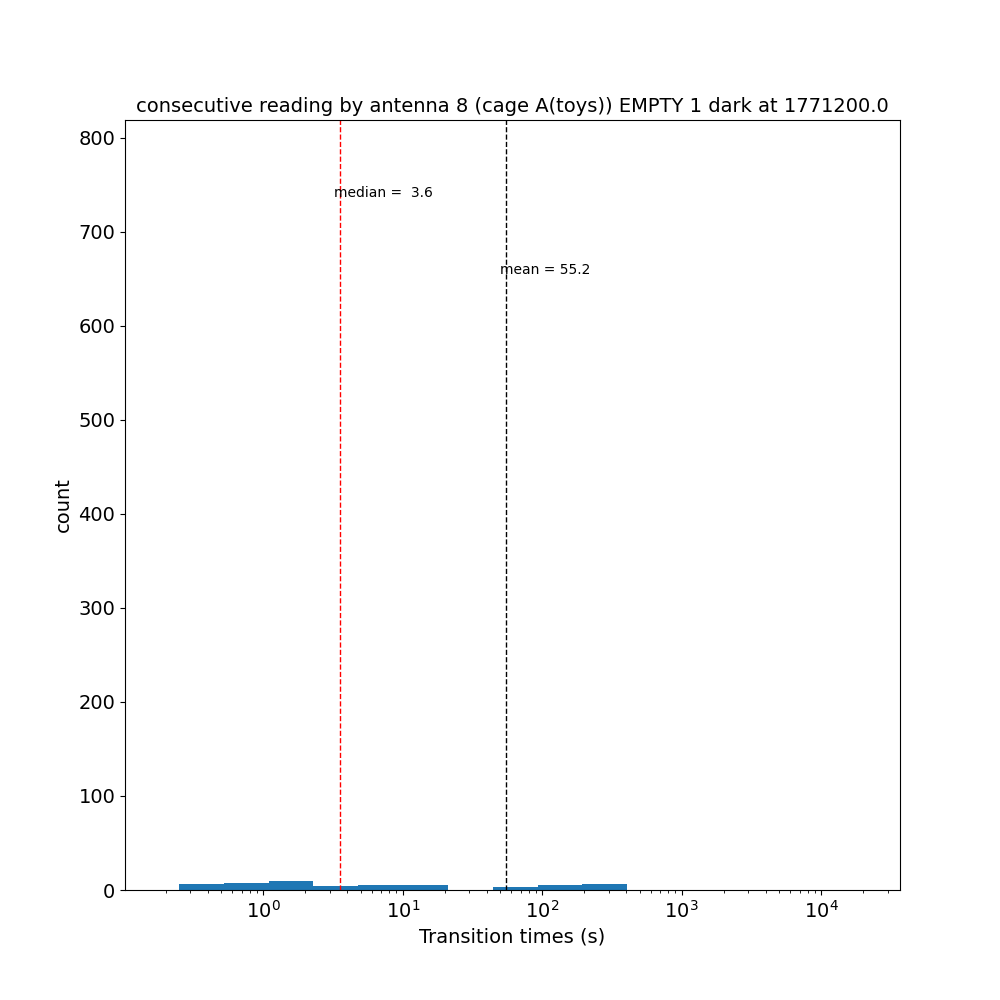 consecutive reading by antenna 8 (cage A(toys)) EMPTY 1 dark at 1771200.0
800
median =  3.6
700
mean = 55.2
600
500
400
count
300
200
100
0
10⁰ 10¹ 10² 10³ 10⁴
Transition times (s)